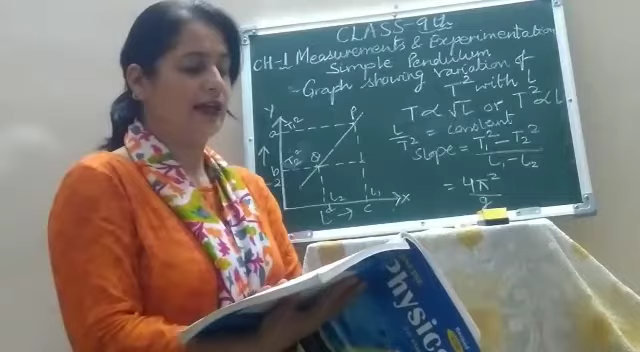 CLASS-9th
CH-1 Measurements & Experimentation
Simple Pendulum
- Graph showing variation of
T² with l
T ∝ √L or T² ∝ L
L/T² = constant
slope = T₁² - T₂² / L₁ - L₂
= 4π² / g
Y
P
a T₁²
Q
b T₂²
L₂ L₁
L → d C X
Physics